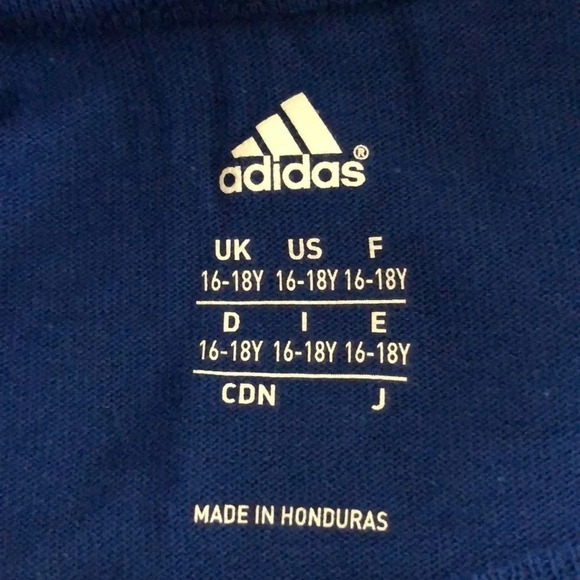 adidas®
UK US F
16-18Y 16-18Y 16-18Y
D I E
16-18Y 16-18Y 16-18Y
CDN J
MADE IN HONDURAS